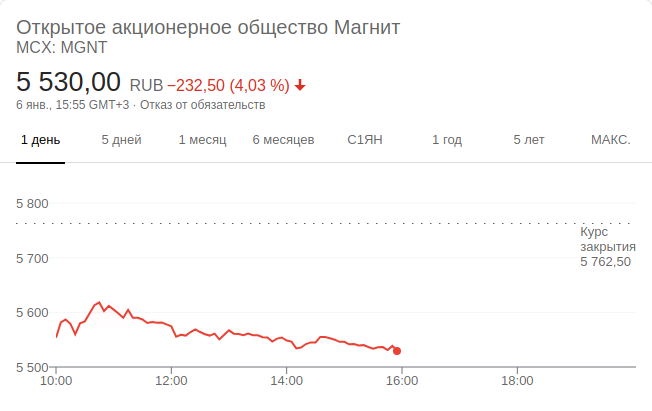 Открытое акционерное общество Магнит
MCX: MGNT
5 530,00 RUB −232,50 (4,03 %)
6 янв., 15:55 GMT+3 · Отказ от обязательств
1 день 5 дней 1 месяц 6 месяцев С1ЯН 1 год 5 лет МАКС.
5 800
Курс
закрытия
5 762,50
5 700
5 600
5 500
10:00 12:00 14:00 16:00 18:00